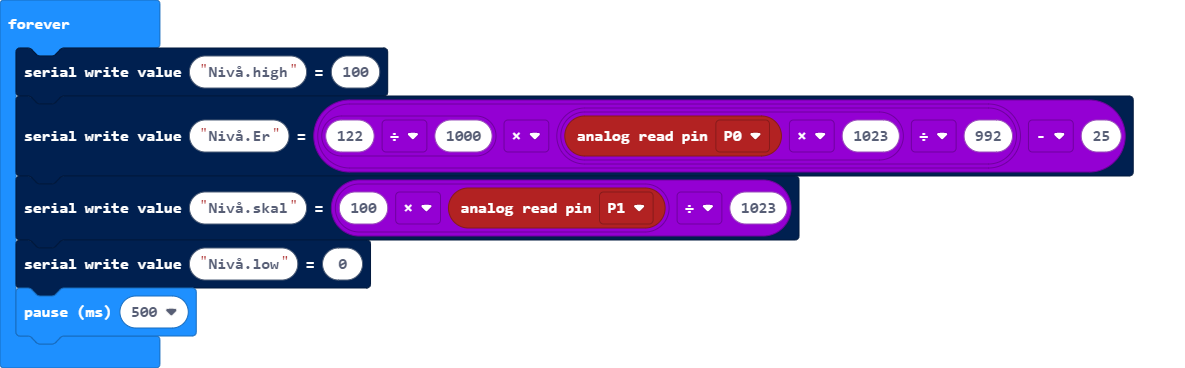 forever
serial write value "Nivå.high" = 100
serial write value "Nivå.Er" = 122 ÷ 1000 × analog read pin P0 × 1023 ÷ 992 - 25
serial write value "Nivå.skal" = 100 × analog read pin P1 ÷ 1023
serial write value "Nivå.low" = 0
pause (ms) 500